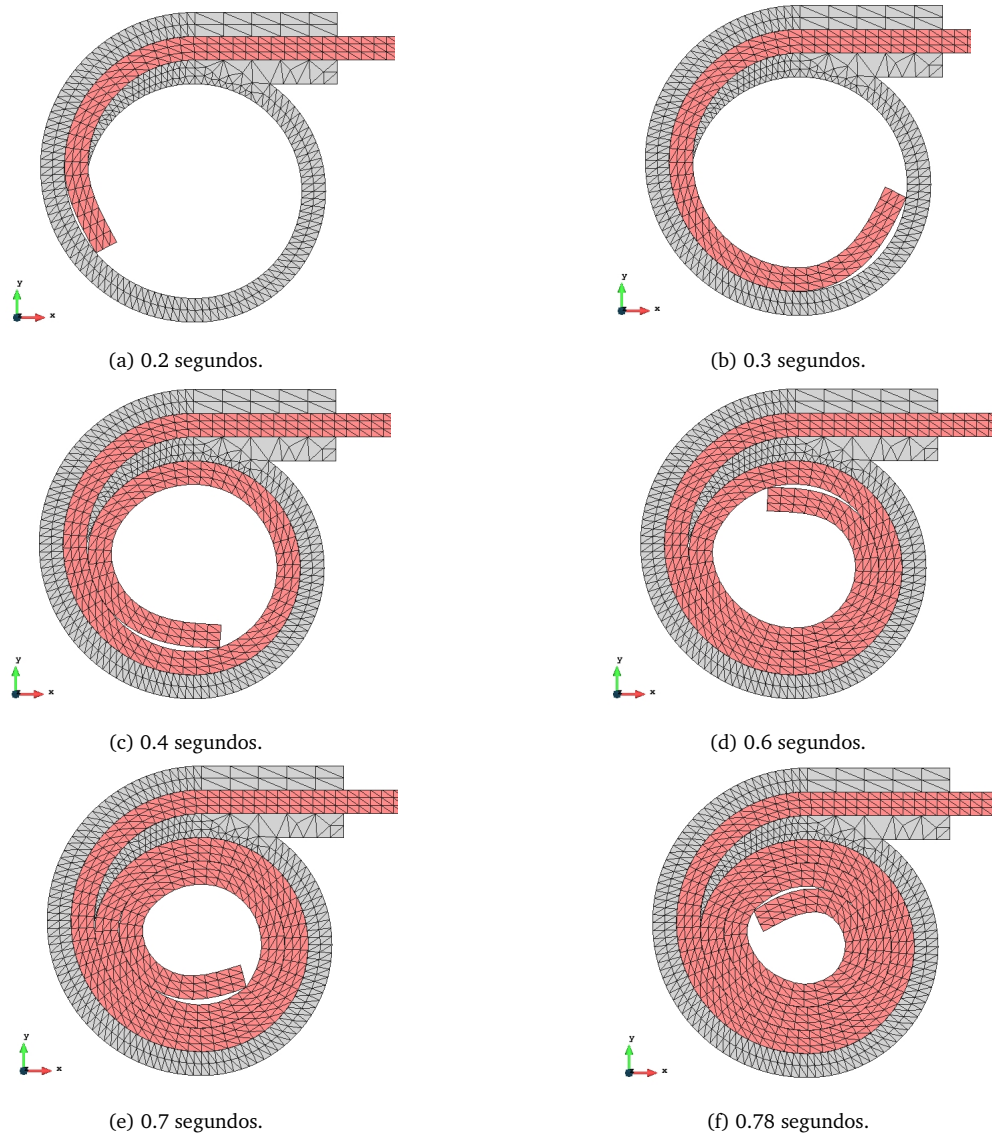 y
x
y
x
(a) 0.2 segundos.
(b) 0.3 segundos.
y
x
y
x
(c) 0.4 segundos.
(d) 0.6 segundos.
y
x
y
x
(e) 0.7 segundos.
(f) 0.78 segundos.